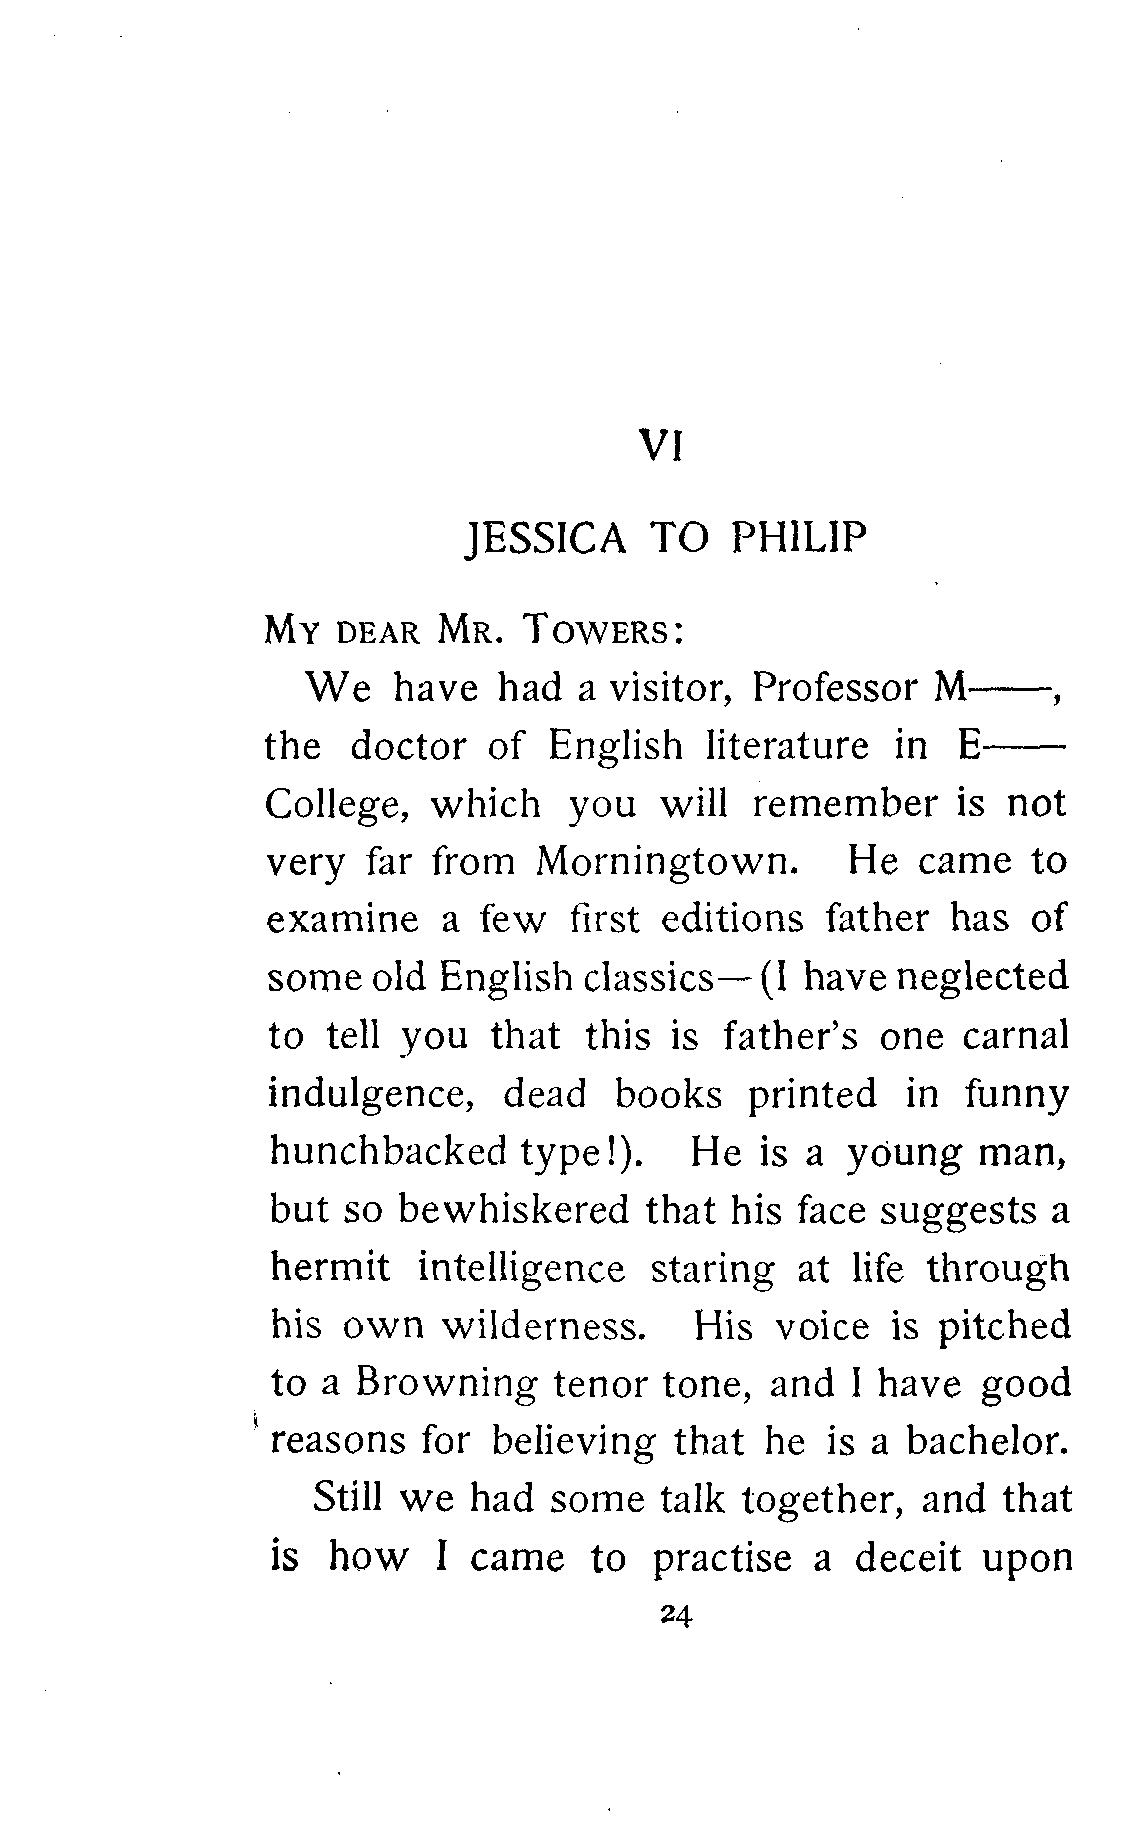 VI
JESSICA TO PHILIP
MY DEAR MR. TOWERS:
We have had a visitor, Professor M——,
the doctor of English literature in E——
College, which you will remember is not
very far from Morningtown. He came to
examine a few first editions father has of
some old English classics—(I have neglected
to tell you that this is father's one carnal
indulgence, dead books printed in funny
hunchbacked type!). He is a young man,
but so bewhiskered that his face suggests a
hermit intelligence staring at life through
his own wilderness. His voice is pitched
to a Browning tenor tone, and I have good
reasons for believing that he is a bachelor.
Still we had some talk together, and that
is how I came to practise a deceit upon
24